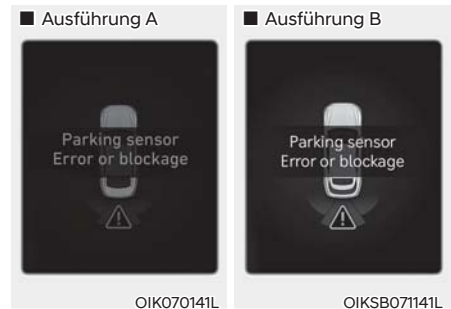 ■ Ausführung A
Parking sensor
Error or blockage
OIK070141L
■ Ausführung B
Parking sensor
Error or blockage
OIKSB071141L